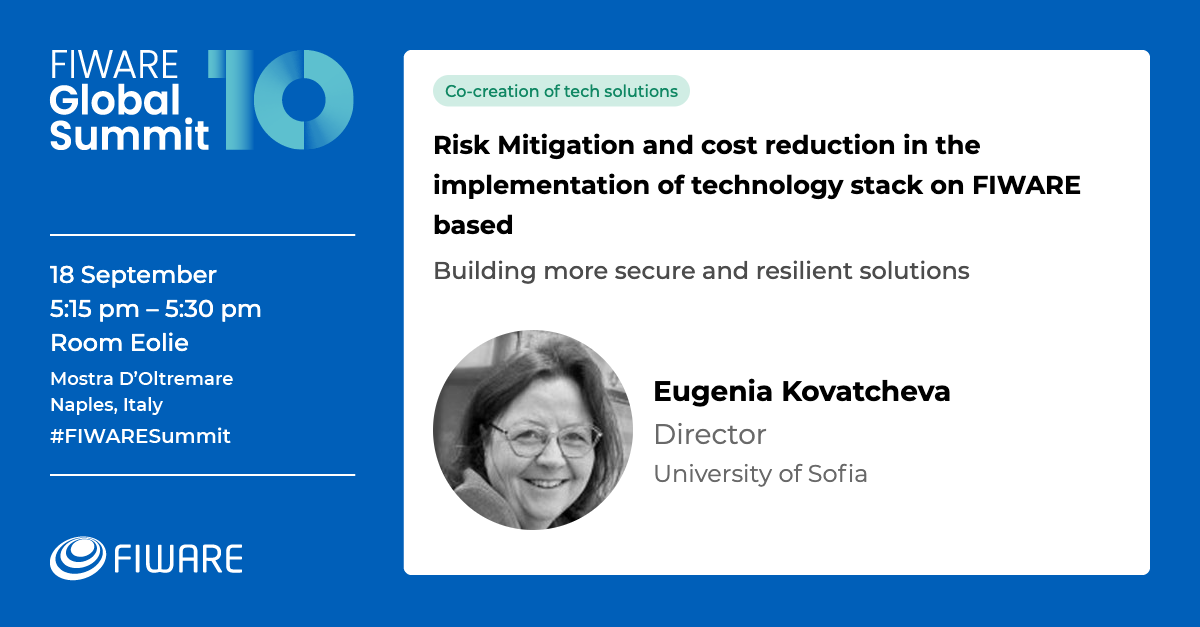 FIWARE
Global
Summit
10
18 September
5:15 pm – 5:30 pm
Room Eolie
Mostra D’Oltremare
Naples, Italy
#FIWARESummit
FIWARE
Co-creation of tech solutions
Risk Mitigation and cost reduction in the
implementation of technology stack on FIWARE
based
Building more secure and resilient solutions
Eugenia Kovatcheva
Director
University of Sofia